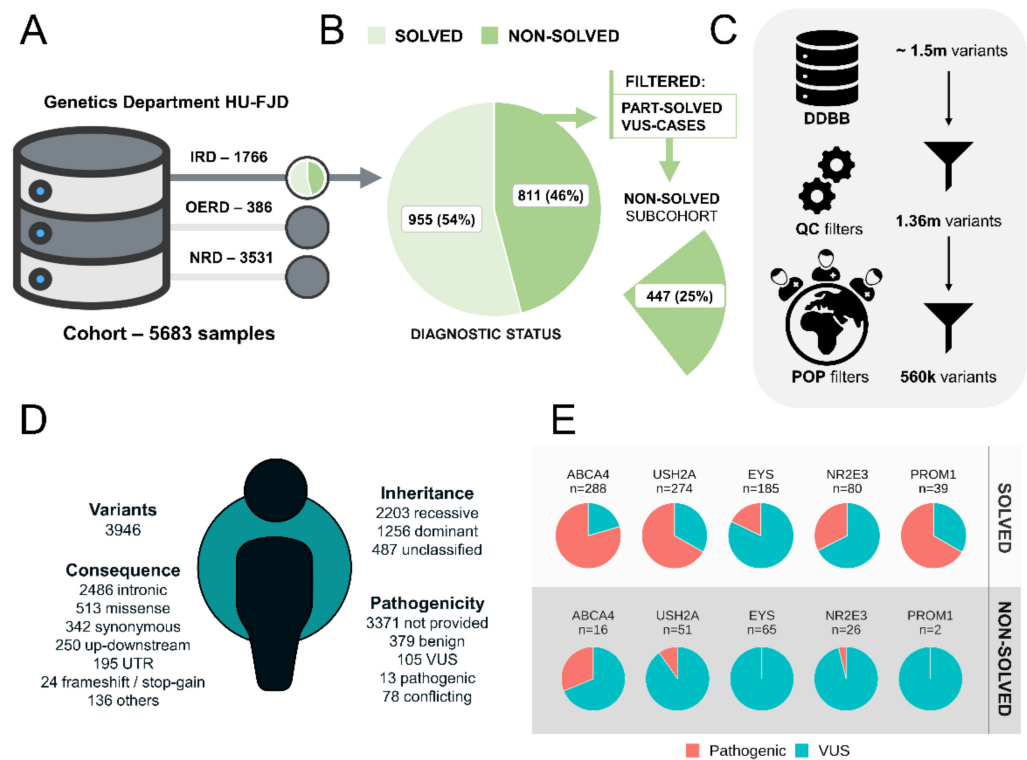 A
Genetics Department HU-FJD
IRD – 1766
OERD – 386
NRD – 3531
Cohort – 5683 samples
B
SOLVED
NON-SOLVED
955 (54%)
811 (46%)
DIAGNOSTIC STATUS
FILTERED:
PART-SOLVED
VUS-CASES
NON-SOLVED
SUBCOHORT
447 (25%)
C
~ 1.5m variants
DDBB
QC filters
1.36m variants
POP filters
560k variants
D
Variants
3946
Consequence
2486 intronic
513 missense
342 synonymous
250 up-downstream
195 UTR
24 frameshift / stop-gain
136 others
Inheritance
2203 recessive
1256 dominant
487 unclassified
Pathogenicity
3371 not provided
379 benign
105 VUS
13 pathogenic
78 conflicting
E
ABCA4
n=288
USH2A
n=274
EYS
n=185
NR2E3
n=80
PROM1
n=39
SOLVED
ABCA4
n=16
USH2A
n=51
EYS
n=65
NR2E3
n=26
PROM1
n=2
NON-SOLVED
Pathogenic
VUS